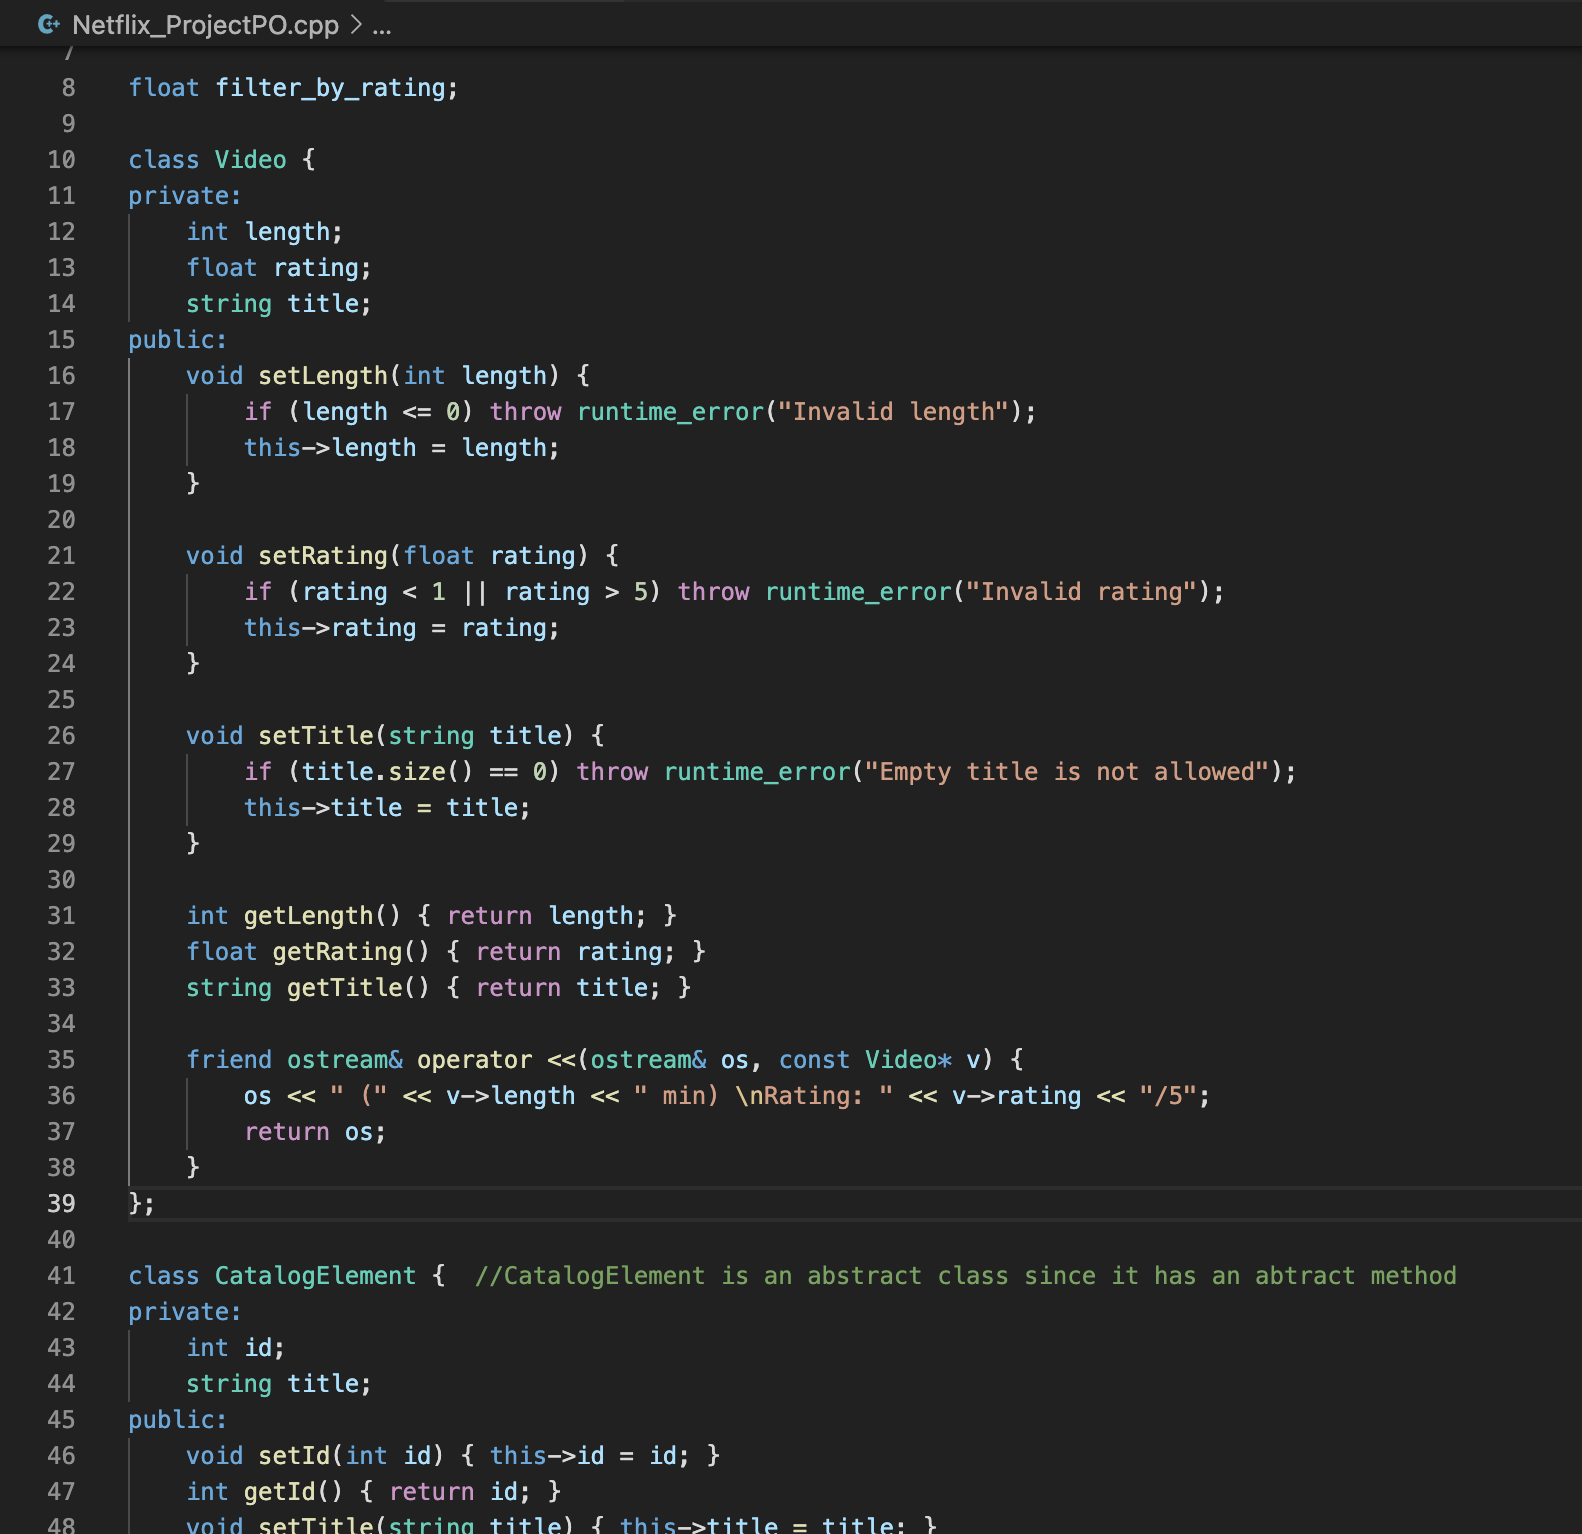 Netflix_ProjectPO.cpp > ...
7
8 float filter_by_rating;
9
10 class Video {
11 private:
12     int length;
13     float rating;
14     string title;
15 public:
16     void setLength(int length) {
17         if (length <= 0) throw runtime_error("Invalid length");
18         this->length = length;
19     }
20
21     void setRating(float rating) {
22         if (rating < 1 || rating > 5) throw runtime_error("Invalid rating");
23         this->rating = rating;
24     }
25
26     void setTitle(string title) {
27         if (title.size() == 0) throw runtime_error("Empty title is not allowed");
28         this->title = title;
29     }
30
31     int getLength() { return length; }
32     float getRating() { return rating; }
33     string getTitle() { return title; }
34
35     friend ostream& operator <<(ostream& os, const Video* v) {
36         os << " (" << v->length << " min) \nRating: " << v->rating << "/5";
37         return os;
38     }
39 };
40
41 class CatalogElement {  //CatalogElement is an abstract class since it has an abtract method
42 private:
43     int id;
44     string title;
45 public:
46     void setId(int id) { this->id = id; }
47     int getId() { return id; }
48     void setTitle(string title) { this->title = title; }